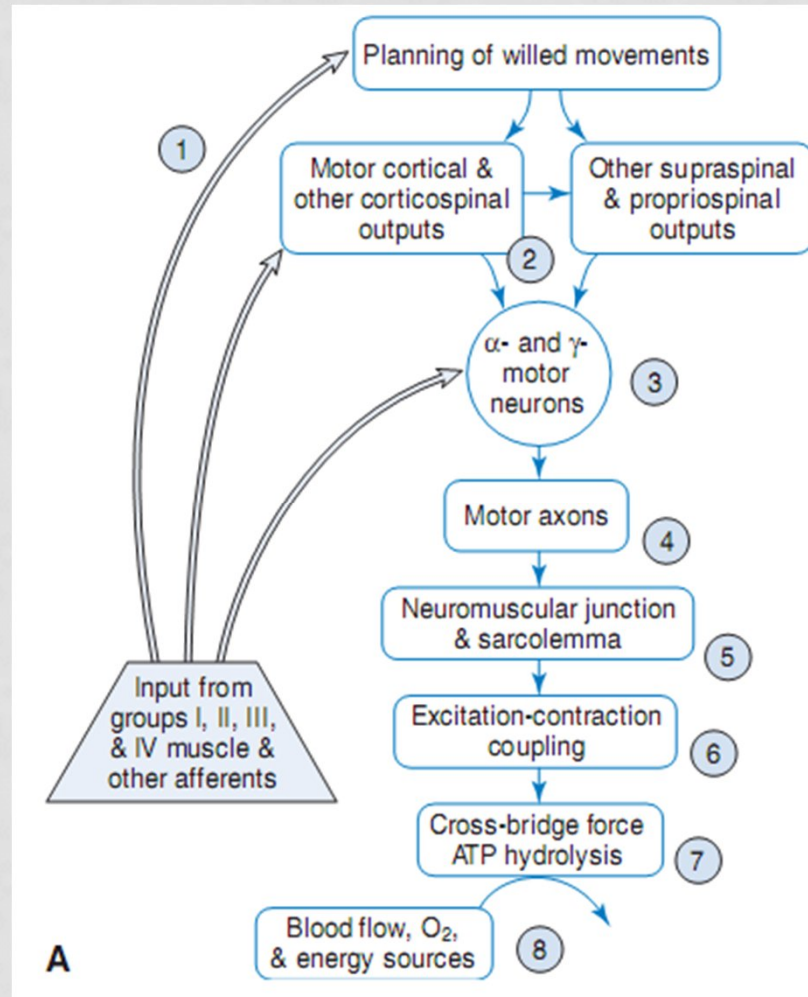 Planning of willed movements
1
Motor cortical &
other corticospinal
outputs
Other supraspinal
& propriospinal
outputs
2
α- and γ-
motor
neurons
3
Motor axons
4
Neuromuscular junction
& sarcolemma
5
Input from
groups I, II, III,
& IV muscle &
other afferents
Excitation-contraction
coupling
6
Cross-bridge force
ATP hydrolysis
7
Blood flow, O₂,
& energy sources
8
A